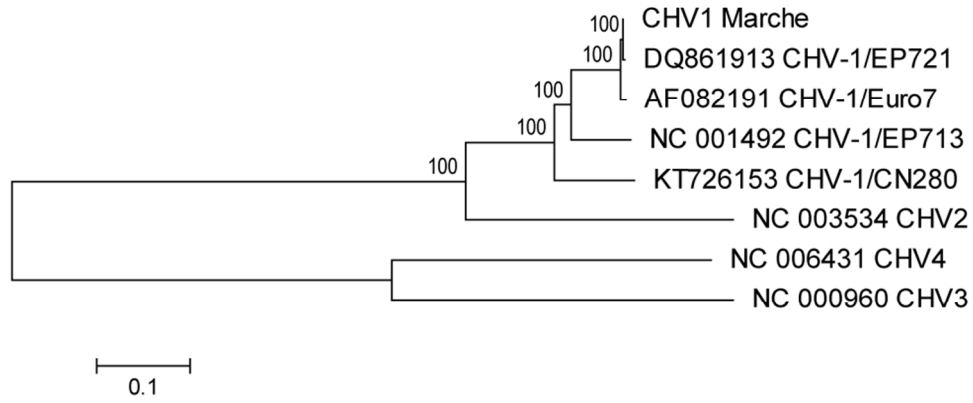 100
CHV1 Marche
100
DQ861913 CHV-1/EP721
100
AF082191 CHV-1/Euro7
100
NC 001492 CHV-1/EP713
100
KT726153 CHV-1/CN280
NC 003534 CHV2
NC 006431 CHV4
NC 000960 CHV3
0.1